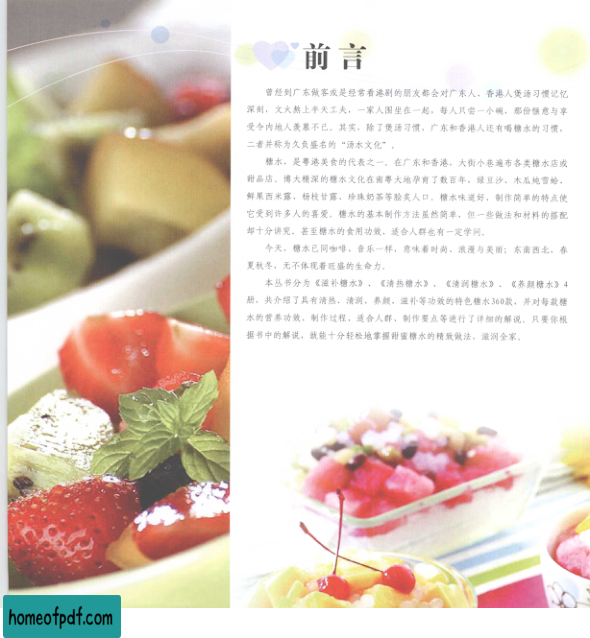 前言
曾经到广东做客或是经常看港剧的朋友都会对广东人、香港人煲汤习惯记忆
深刻，文火熬上半天工夫，一家人围坐在一起，每人只尝一小碗，那份惬意与享
受令内地人羡慕不已。其实，除了煲汤习惯，广东和香港人还有喝糖水的习惯，
二者并称为久负盛名的“汤水文化”。
糖水，是粤港美食的代表之一。在广东和香港，大街小巷遍布各类糖水店或
甜品店。博大精深的糖水文化在南粤大地孕育了数百年，绿豆沙、木瓜炖雪蛤、
鲜果西米露、杨枝甘露、珍珠奶茶等脍炙人口。糖水味道好，制作简单的特点使
它受到许多人的喜爱。糖水的基本制作方法虽然简单，但一些做法和材料的搭配
却十分讲究，甚至糖水的食用功效、适合人群也有一定学问。
今天，糖水已同咖啡、音乐一样，意味着时尚、浪漫与美丽；东南西北，春
夏秋冬，无不体现着旺盛的生命力。
本丛书分为《滋补糖水》、《清热糖水》、《清润糖水》、《养颜糖水》4
册，共介绍了具有清热、清润、养颜、滋补等功效的特色糖水360款，并对每款糖
水的营养功效、制作过程、适合人群、制作要点等进行了详细的解说。只要你根
据书中的解说，就能十分轻松地掌握甜蜜糖水的精致做法，滋润全家。
homeofpdf.com